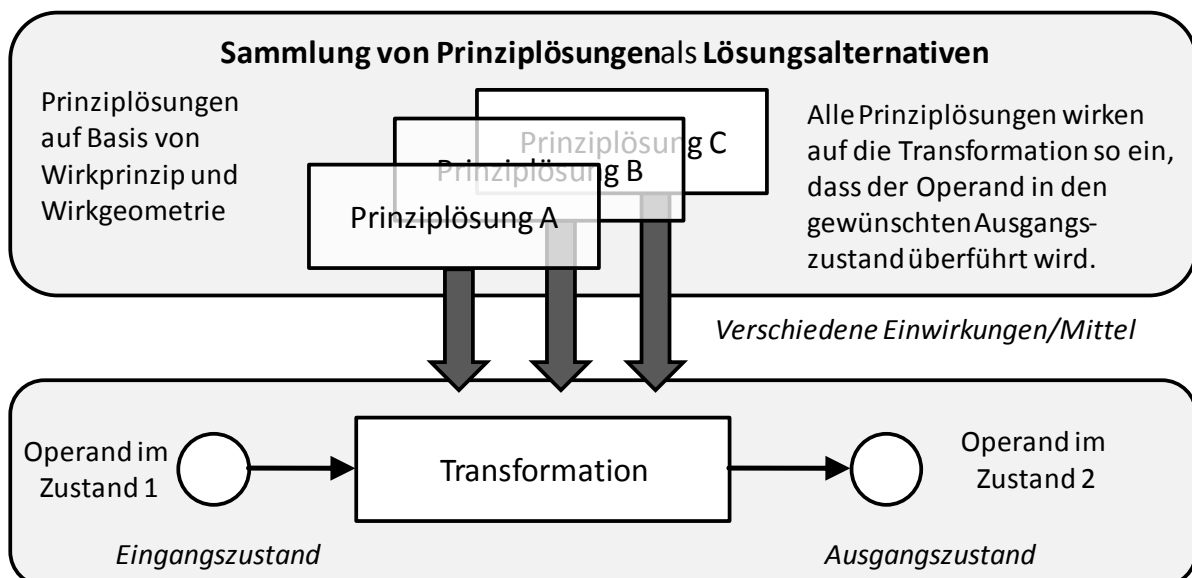 Sammlung von Prinziplösungen als Lösungsalternativen
Prinziplösungen
auf Basis von
Wirkprinzip und
Wirkgeometrie
Prinziplösung C
Prinziplösung B
Prinziplösung A
Alle Prinziplösungen wirken
auf die Transformation so ein,
dass der Operand in den
gewünschten Ausgangs-
zustand überführt wird.
Verschiedene Einwirkungen/Mittel
Operand im
Zustand 1
Transformation
Operand im
Zustand 2
Eingangszustand
Ausgangszustand